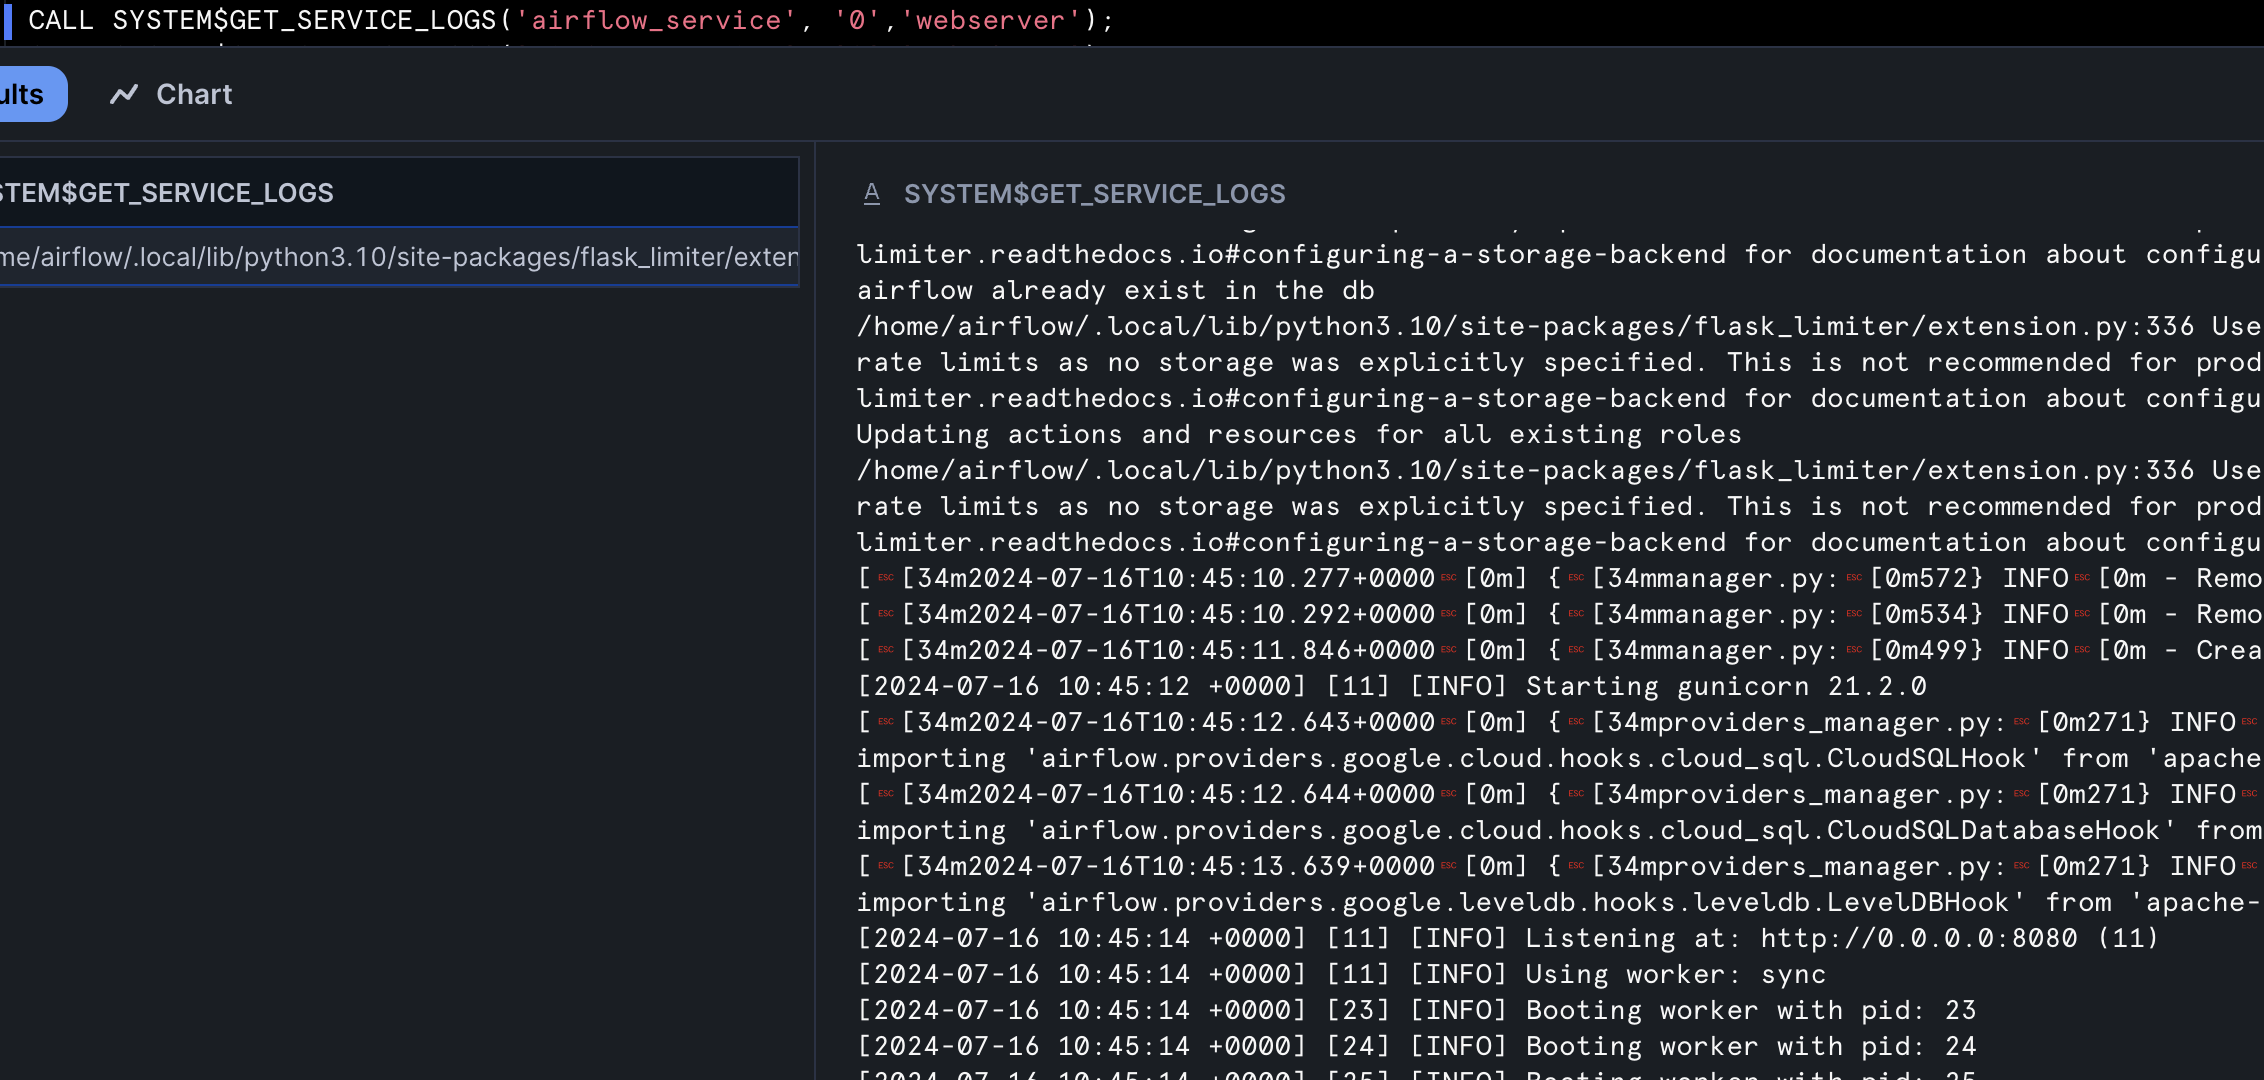 CALL SYSTEM$GET_SERVICE_LOGS('airflow_service', '0','webserver');
ults
Chart
STEM$GET_SERVICE_LOGS
me/airflow/.local/lib/python3.10/site-packages/flask_limiter/exten
A SYSTEM$GET_SERVICE_LOGS
limiter.readthedocs.io#configuring-a-storage-backend for documentation about configu
airflow already exist in the db
/home/airflow/.local/lib/python3.10/site-packages/flask_limiter/extension.py:336 Use
rate limits as no storage was explicitly specified. This is not recommended for prod
limiter.readthedocs.io#configuring-a-storage-backend for documentation about configu
Updating actions and resources for all existing roles
/home/airflow/.local/lib/python3.10/site-packages/flask_limiter/extension.py:336 Use
rate limits as no storage was explicitly specified. This is not recommended for prod
limiter.readthedocs.io#configuring-a-storage-backend for documentation about configu
[ESC[34m2024-07-16T10:45:10.277+0000ESC[0m] {ESC[34mmanager.py:ESC[0m572} INFOESC[0m - Remo
[ESC[34m2024-07-16T10:45:10.292+0000ESC[0m] {ESC[34mmanager.py:ESC[0m534} INFOESC[0m - Remo
[ESC[34m2024-07-16T10:45:11.846+0000ESC[0m] {ESC[34mmanager.py:ESC[0m499} INFOESC[0m - Crea
[2024-07-16 10:45:12 +0000] [11] [INFO] Starting gunicorn 21.2.0
[ESC[34m2024-07-16T10:45:12.643+0000ESC[0m] {ESC[34mproviders_manager.py:ESC[0m271} INFOESC
importing 'airflow.providers.google.cloud.hooks.cloud_sql.CloudSQLHook' from 'apache
[ESC[34m2024-07-16T10:45:12.644+0000ESC[0m] {ESC[34mproviders_manager.py:ESC[0m271} INFOESC
importing 'airflow.providers.google.cloud.hooks.cloud_sql.CloudSQLDatabaseHook' from
[ESC[34m2024-07-16T10:45:13.639+0000ESC[0m] {ESC[34mproviders_manager.py:ESC[0m271} INFOESC
importing 'airflow.providers.google.leveldb.hooks.leveldb.LevelDBHook' from 'apache-
[2024-07-16 10:45:14 +0000] [11] [INFO] Listening at: http://0.0.0.0:8080 (11)
[2024-07-16 10:45:14 +0000] [11] [INFO] Using worker: sync
[2024-07-16 10:45:14 +0000] [23] [INFO] Booting worker with pid: 23
[2024-07-16 10:45:14 +0000] [24] [INFO] Booting worker with pid: 24
[2024-07-16 10:45:14 +0000] [25] [INFO] Booting worker with pid: 25